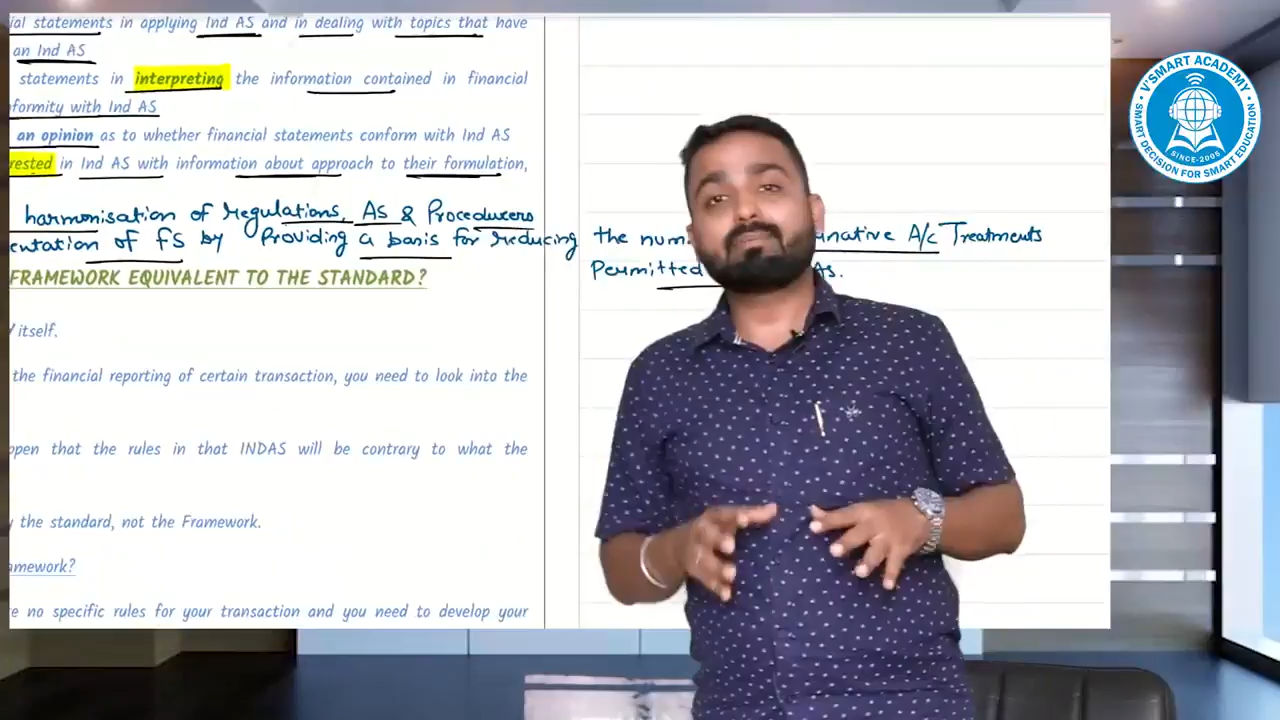 ial statements in applying Ind AS and in dealing with topics that have
an Ind AS
statements in interpreting the information contained in financial
formity with Ind AS
an opinion as to whether financial statements conform with Ind AS
rested in Ind AS with information about approach to their formulation,
harmonisation of regulations, AS & Proceducers
entation of FS by Providing a basis for reducing the num native A/c Treatments
Permitted As.
FRAMEWORK EQUIVALENT TO THE STANDARD?
itself.
the financial reporting of certain transaction, you need to look into the
ppen that the rules in that INDAS will be contrary to what the
the standard, not the Framework.
amework?
e no specific rules for your transaction and you need to develop your
V'SMART ACADEMY
SINCE-2006
SMART DECISION FOR SMART EDUCATION